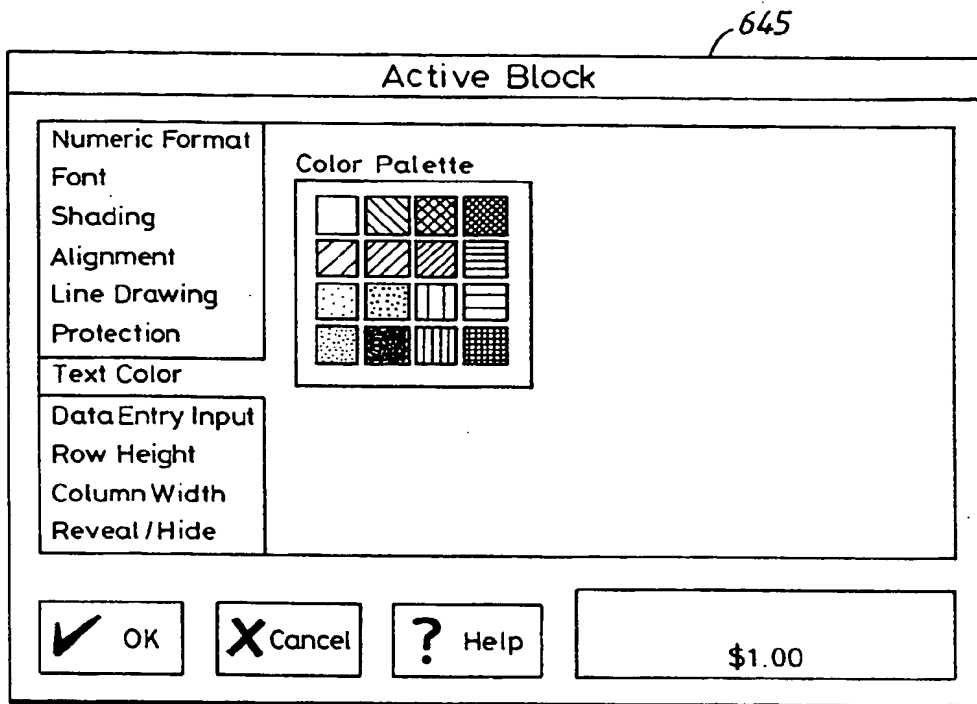 645
Active Block
Numeric Format
Font
Shading
Alignment
Line Drawing
Protection
Text Color
Data Entry Input
Row Height
Column Width
Reveal/Hide
Color Palette
OK
Cancel
? Help
$1.00